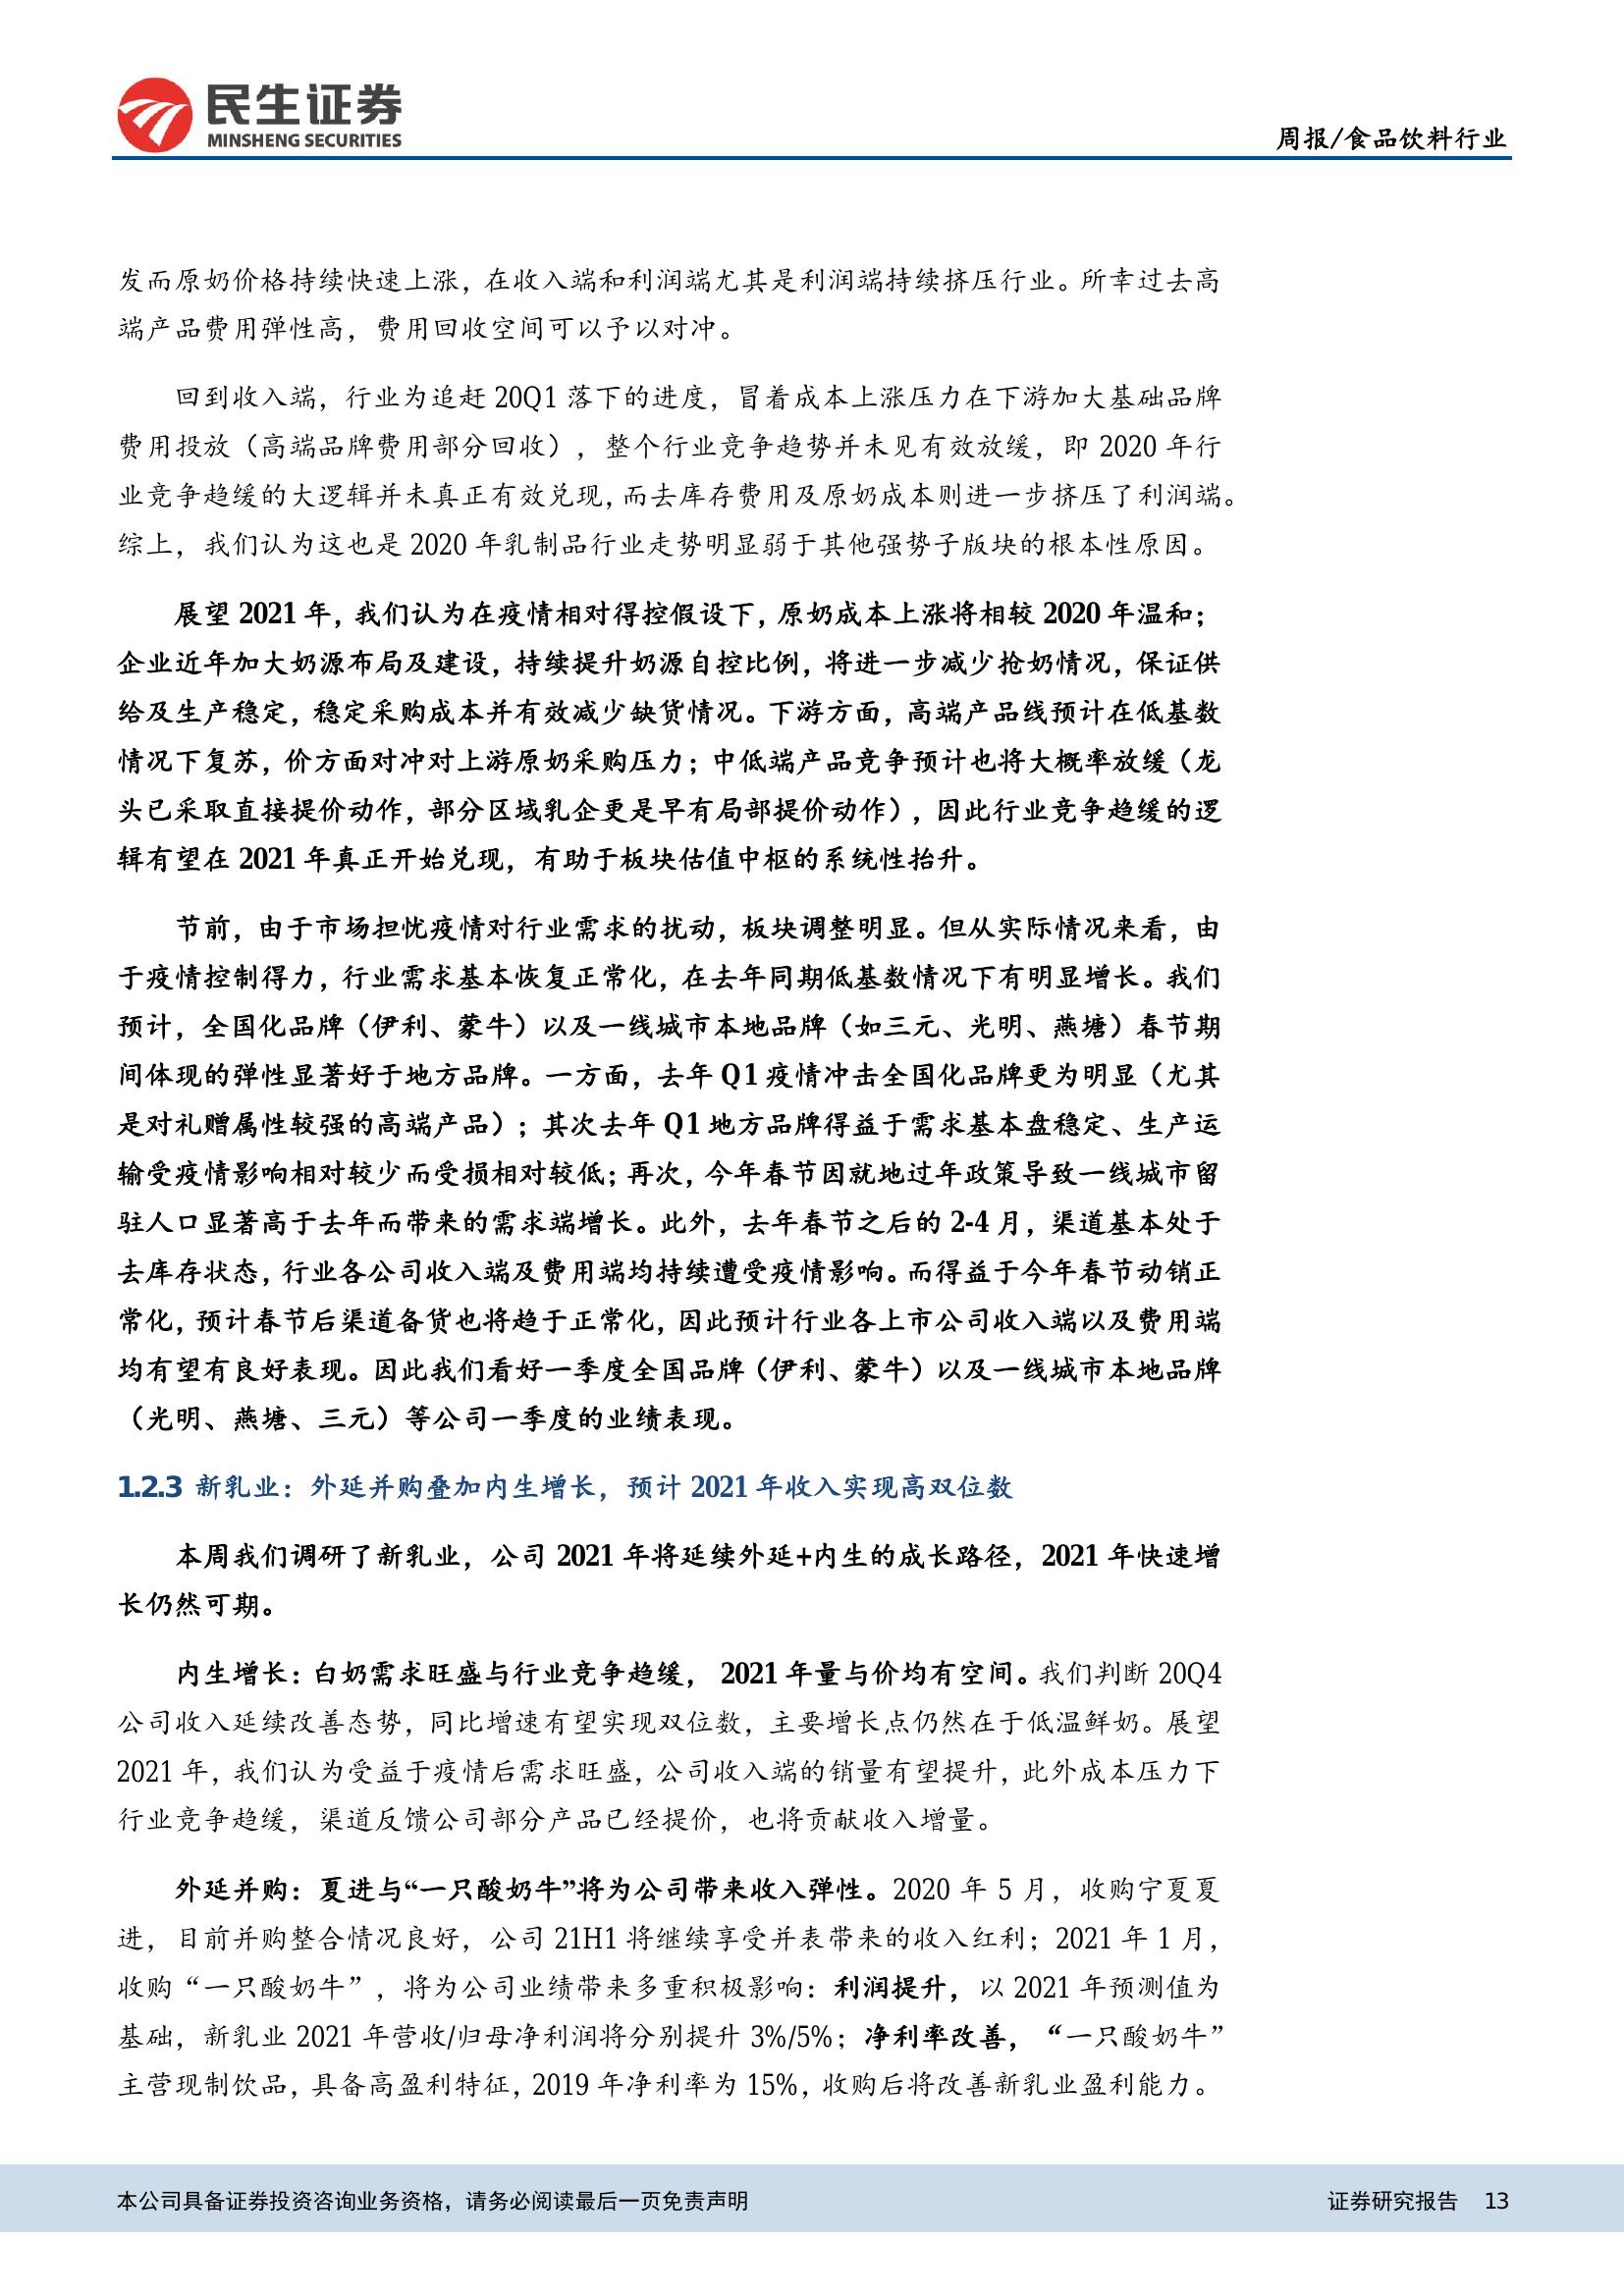 民生证券
MINSHENG SECURITIES
周报/食品饮料行业
发而原奶价格持续快速上涨，在收入端和利润端尤其是利润端持续挤压行业。所幸过去高
端产品费用弹性高，费用回收空间可以予以对冲。
回到收入端，行业为追赶 20Q1 落下的进度，冒着成本上涨压力在下游加大基础品牌
费用投放（高端品牌费用部分回收），整个行业竞争趋势并未见有效放缓，即 2020 年行
业竞争趋缓的大逻辑并未真正有效兑现，而去库存费用及原奶成本则进一步挤压了利润端。
综上，我们认为这也是 2020 年乳制品行业走势明显弱于其他强势子版块的根本性原因。
展望 2021 年，我们认为在疫情相对得控假设下，原奶成本上涨将相较 2020 年温和；
企业近年加大奶源布局及建设，持续提升奶源自控比例，将进一步减少抢奶情况，保证供
给及生产稳定，稳定采购成本并有效减少缺货情况。下游方面，高端产品线预计在低基数
情况下复苏，价方面对冲对上游原奶采购压力；中低端产品竞争预计也将大概率放缓（龙
头已采取直接提价动作，部分区域乳企更是早有局部提价动作），因此行业竞争趋缓的逻
辑有望在 2021 年真正开始兑现，有助于板块估值中枢的系统性抬升。
节前，由于市场担忧疫情对行业需求的扰动，板块调整明显。但从实际情况来看，由
于疫情控制得力，行业需求基本恢复正常化，在去年同期低基数情况下有明显增长。我们
预计，全国化品牌（伊利、蒙牛）以及一线城市本地品牌（如三元、光明、燕塘）春节期
间体现的弹性显著好于地方品牌。一方面，去年 Q1 疫情冲击全国化品牌更为明显（尤其
是对礼赠属性较强的高端产品）；其次去年 Q1 地方品牌得益于需求基本盘稳定、生产运
输受疫情影响相对较少而受损相对较低；再次，今年春节因就地过年政策导致一线城市留
驻人口显著高于去年而带来的需求端增长。此外，去年春节之后的 2-4 月，渠道基本处于
去库存状态，行业各公司收入端及费用端均持续遭受疫情影响。而得益于今年春节动销正
常化，预计春节后渠道备货也将趋于正常化，因此预计行业各上市公司收入端以及费用端
均有望有良好表现。因此我们看好一季度全国品牌（伊利、蒙牛）以及一线城市本地品牌
（光明、燕塘、三元）等公司一季度的业绩表现。
1.2.3 新乳业：外延并购叠加内生增长，预计 2021 年收入实现高双位数
本周我们调研了新乳业，公司 2021 年将延续外延+内生的成长路径，2021 年快速增
长仍然可期。
内生增长：白奶需求旺盛与行业竞争趋缓， 2021 年量与价均有空间。我们判断 20Q4
公司收入延续改善态势，同比增速有望实现双位数，主要增长点仍然在于低温鲜奶。展望
2021 年，我们认为受益于疫情后需求旺盛，公司收入端的销量有望提升，此外成本压力下
行业竞争趋缓，渠道反馈公司部分产品已经提价，也将贡献收入增量。
外延并购：夏进与“一只酸奶牛”将为公司带来收入弹性。2020 年 5 月，收购宁夏夏
进，目前并购整合情况良好，公司 21H1 将继续享受并表带来的收入红利；2021 年 1 月，
收购“一只酸奶牛”，将为公司业绩带来多重积极影响：利润提升，以 2021 年预测值为
基础，新乳业 2021 年营收/归母净利润将分别提升 3%/5%；净利率改善，“一只酸奶牛”
主营现制饮品，具备高盈利特征，2019 年净利率为 15%，收购后将改善新乳业盈利能力。
本公司具备证券投资咨询业务资格，请务必阅读最后一页免责声明
证券研究报告 13